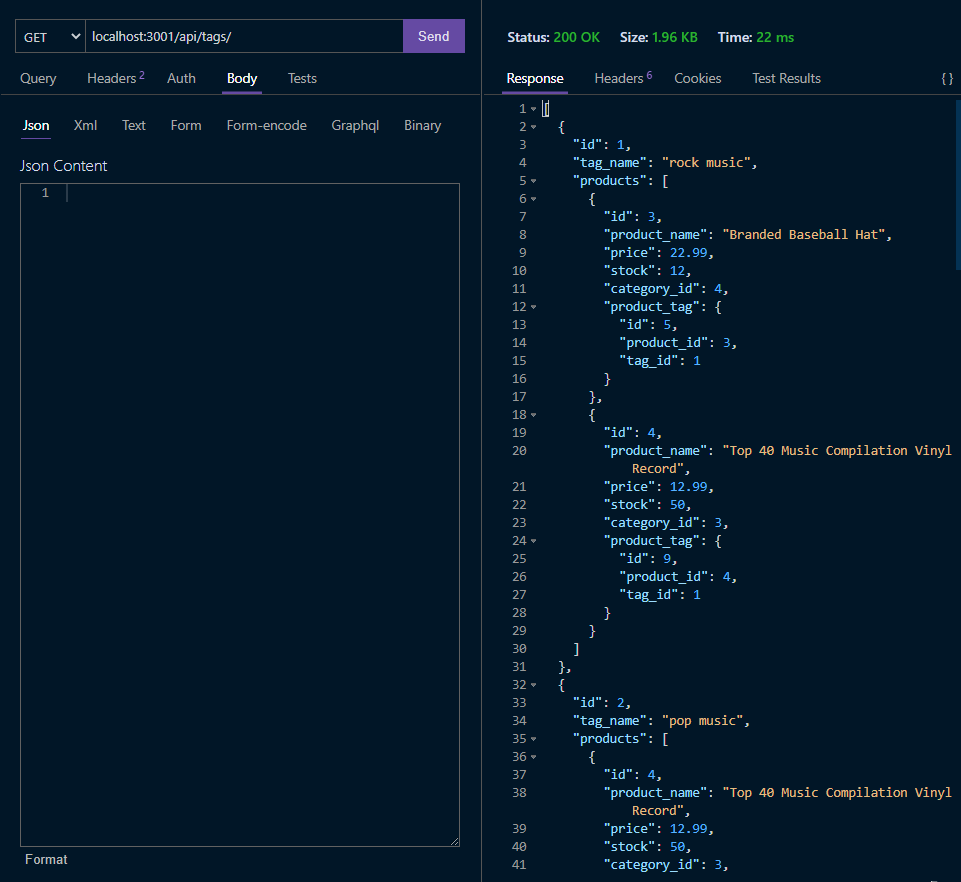 GET localhost:3001/api/tags/ Send
Query Headers 2 Auth Body Tests
Json Xml Text Form Form-encode Graphql Binary
Json Content
1
Format
Status: 200 OK Size: 1.96 KB Time: 22 ms
Response Headers 6 Cookies Test Results { }
1 [
2 {
3 "id": 1,
4 "tag_name": "rock music",
5 "products": [
6 {
7 "id": 3,
8 "product_name": "Branded Baseball Hat",
9 "price": 22.99,
10 "stock": 12,
11 "category_id": 4,
12 "product_tag": {
13 "id": 5,
14 "product_id": 3,
15 "tag_id": 1
16 }
17 },
18 {
19 "id": 4,
20 "product_name": "Top 40 Music Compilation Vinyl
Record",
21 "price": 12.99,
22 "stock": 50,
23 "category_id": 3,
24 "product_tag": {
25 "id": 9,
26 "product_id": 4,
27 "tag_id": 1
28 }
29 }
30 ]
31 },
32 {
33 "id": 2,
34 "tag_name": "pop music",
35 "products": [
36 {
37 "id": 4,
38 "product_name": "Top 40 Music Compilation Vinyl
Record",
39 "price": 12.99,
40 "stock": 50,
41 "category_id": 3,